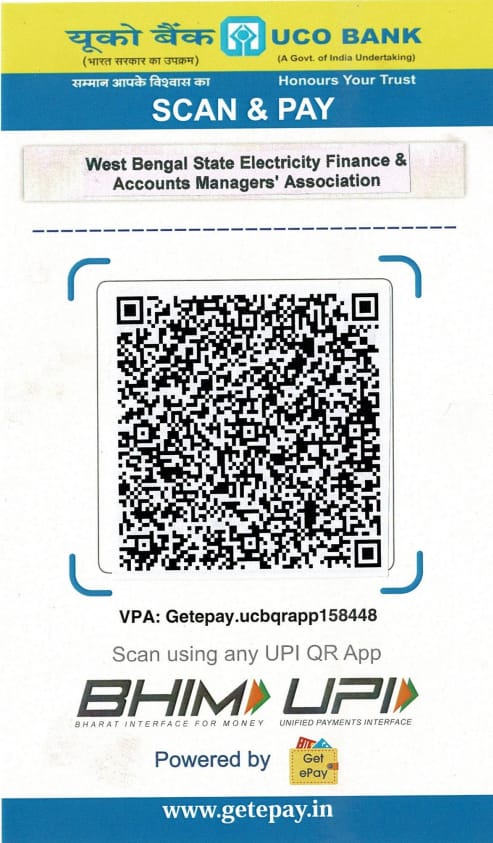 यूको बैंक UCO BANK
(भारत सरकार का उपक्रम) (A Govt. of India Undertaking)
सम्मान आपके विश्वास का Honours Your Trust
SCAN & PAY
West Bengal State Electricity Finance &
Accounts Managers' Association
VPA: Getepay.ucbqrapp158448
Scan using any UPI QR App
BHIM UPI
BHARAT INTERFACE FOR MONEY UNIFIED PAYMENTS INTERFACE
Powered by Get
ePay
www.getepay.in